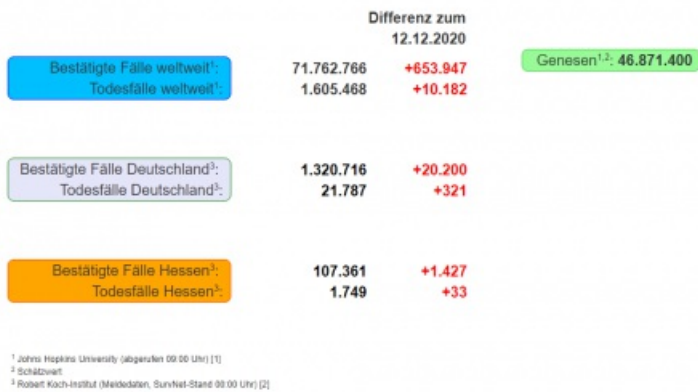 Differenz zum
12.12.2020
Bestätigte Fälle weltweit¹: 71.762.766 +653.947 Genesen¹,²: 46.871.400
Todesfälle weltweit¹: 1.605.468 +10.182
Bestätigte Fälle Deutschland³: 1.320.716 +20.200
Todesfälle Deutschland³: 21.787 +321
Bestätigte Fälle Hessen³: 107.361 +1.427
Todesfälle Hessen³: 1.749 +33
¹ Johns Hopkins University (abgerufen 09:00 Uhr) [1]
² Schätzwert
³ Robert Koch-Institut (Meldedaten, SurvNet-Stand 00:00 Uhr) [2]